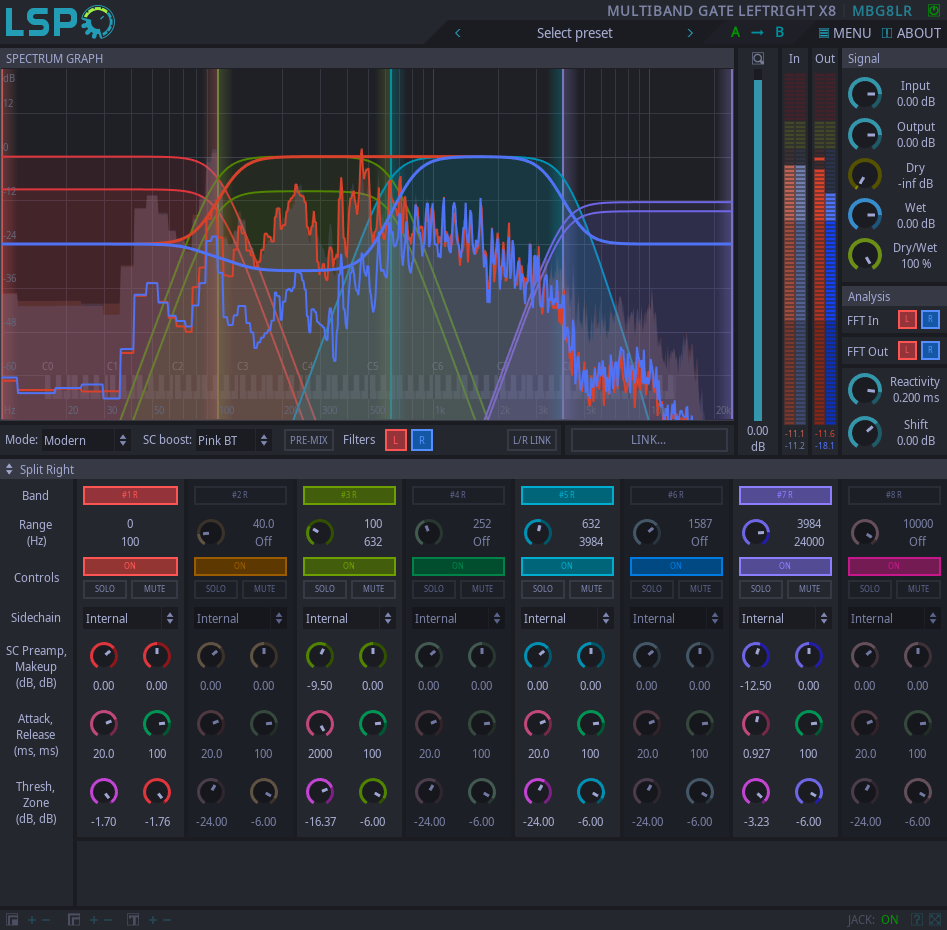 LSP
MULTIBAND GATE LEFTRIGHT X8 MBG8LR
Select preset A → B MENU ABOUT
SPECTRUM GRAPH In Out Signal
dB
12
0
-12
-24
-36
-48
-60
C0 C1 C2 C3 C4 C5 C6
Hz 20 30 50 100 200 300 500 1k 2k 3k 5k 20k
0.00
dB
-11.1 -11.6
-11.2 -18.1
Input
0.00 dB
Output
0.00 dB
Dry
-inf dB
Wet
0.00 dB
Dry/Wet
100 %
Analysis
FFT In L R
FFT Out L R
Reactivity
0.200 ms
Shift
0.00 dB
Mode: Modern SC boost: Pink BT PRE-MIX Filters L R L/R LINK LINK...
Split Right
Band #1 R #2 R #3 R #4 R #5 R #6 R #7 R #8 R
Range 0 40.0 100 252 632 1587 3984 10000
(Hz) 100 Off 632 Off 3984 Off 24000 Off
Controls ON ON ON ON ON ON ON ON
SOLO MUTE SOLO MUTE SOLO MUTE SOLO MUTE SOLO MUTE SOLO MUTE SOLO MUTE SOLO MUTE
Sidechain Internal Internal Internal Internal Internal Internal Internal Internal
SC Preamp,
Makeup
(dB, dB) 0.00 0.00 0.00 0.00 -9.50 0.00 0.00 0.00 0.00 0.00 0.00 0.00 -12.50 0.00 0.00 0.00
Attack,
Release
(ms, ms) 20.0 100 20.0 100 2000 100 20.0 100 20.0 100 20.0 100 0.927 100 20.0 100
Thresh,
Zone
(dB, dB) -1.70 -1.76 -24.00 -6.00 -16.37 -6.00 -24.00 -6.00 -24.00 -6.00 -24.00 -6.00 -3.23 -6.00 -24.00 -6.00
JACK: ON ?